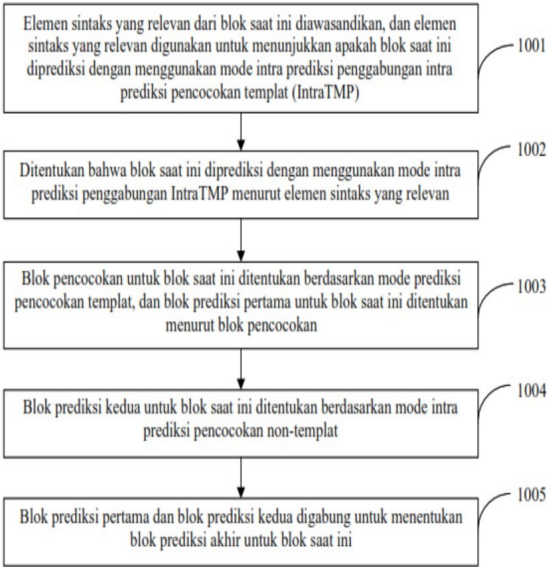 Elemen sintaks yang relevan dari blok saat ini diawasandikan, dan elemen
sintaks yang relevan digunakan untuk menunjukkan apakah blok saat ini
diprediksi dengan menggunakan mode intra prediksi penggabungan intra
prediksi pencocokan templat (IntraTMP)
1001
Ditentukan bahwa blok saat ini diprediksi dengan menggunakan mode intra
prediksi penggabungan IntraTMP menurut elemen sintaks yang relevan
1002
Blok pencocokan untuk blok saat ini ditentukan berdasarkan mode prediksi
pencocokan templat, dan blok prediksi pertama untuk blok saat ini ditentukan
menurut blok pencocokan
1003
Blok prediksi kedua untuk blok saat ini ditentukan berdasarkan mode intra
prediksi pencocokan non-templat
1004
Blok prediksi pertama dan blok prediksi kedua digabung untuk menentukan
blok prediksi akhir untuk blok saat ini
1005